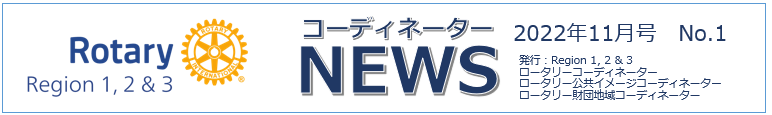 Rotary
ROTARY INTERNATIONAL
Region 1, 2 & 3
コーディネーター
NEWS
2022年11月号 No.1
発行：Region 1, 2 & 3
ロータリーコーディネーター
ロータリー公共イメージコーディネーター
ロータリー財団地域コーディネーター